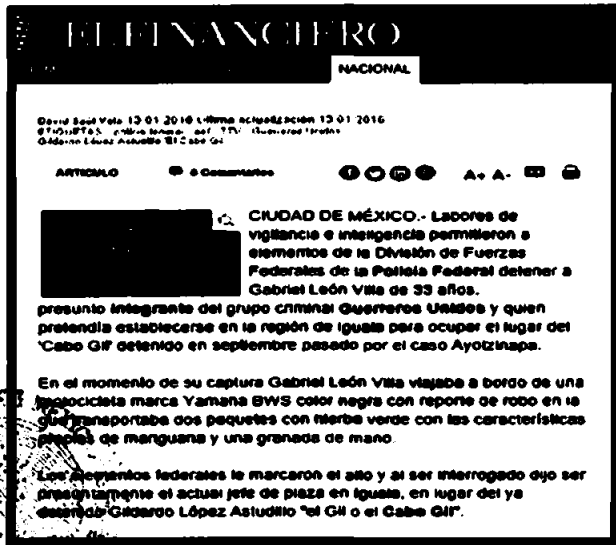 EL FINANCIERO
NACIONAL
David Saúl Vela 13 01 2016 Última actualización 13 01 2016
ETIQUETAS Guerreros Unidos
Gildardo López Astudillo El Cabo Gil
ARTICULO 6 Comentarios A+ A-
CIUDAD DE MÉXICO.- Labores de
vigilancia e inteligencia permitieron a
elementos de la División de Fuerzas
Federales de la Policía Federal detener a
Gabriel León Villa de 33 años,
presunto integrante del grupo criminal Guerreros Unidos y quien
pretendía establecerse en la región de Iguala para ocupar el lugar del
'Cabo Gil' detenido en septiembre pasado por el caso Ayotzinapa.
En el momento de su captura Gabriel León Villa viajaba a bordo de una
motocicleta marca Yamaha BWS color negra con reporte de robo en la
que transportaba dos paquetes con hierba verde con las características
propias de mariguana y una granada de mano.
Los elementos federales le marcaron el alto y al ser interrogado dijo ser
presuntamente el actual jefe de plaza en Iguala, en lugar del ya
detenido Gildardo López Astudillo "el Gil o el Cabo Gil".